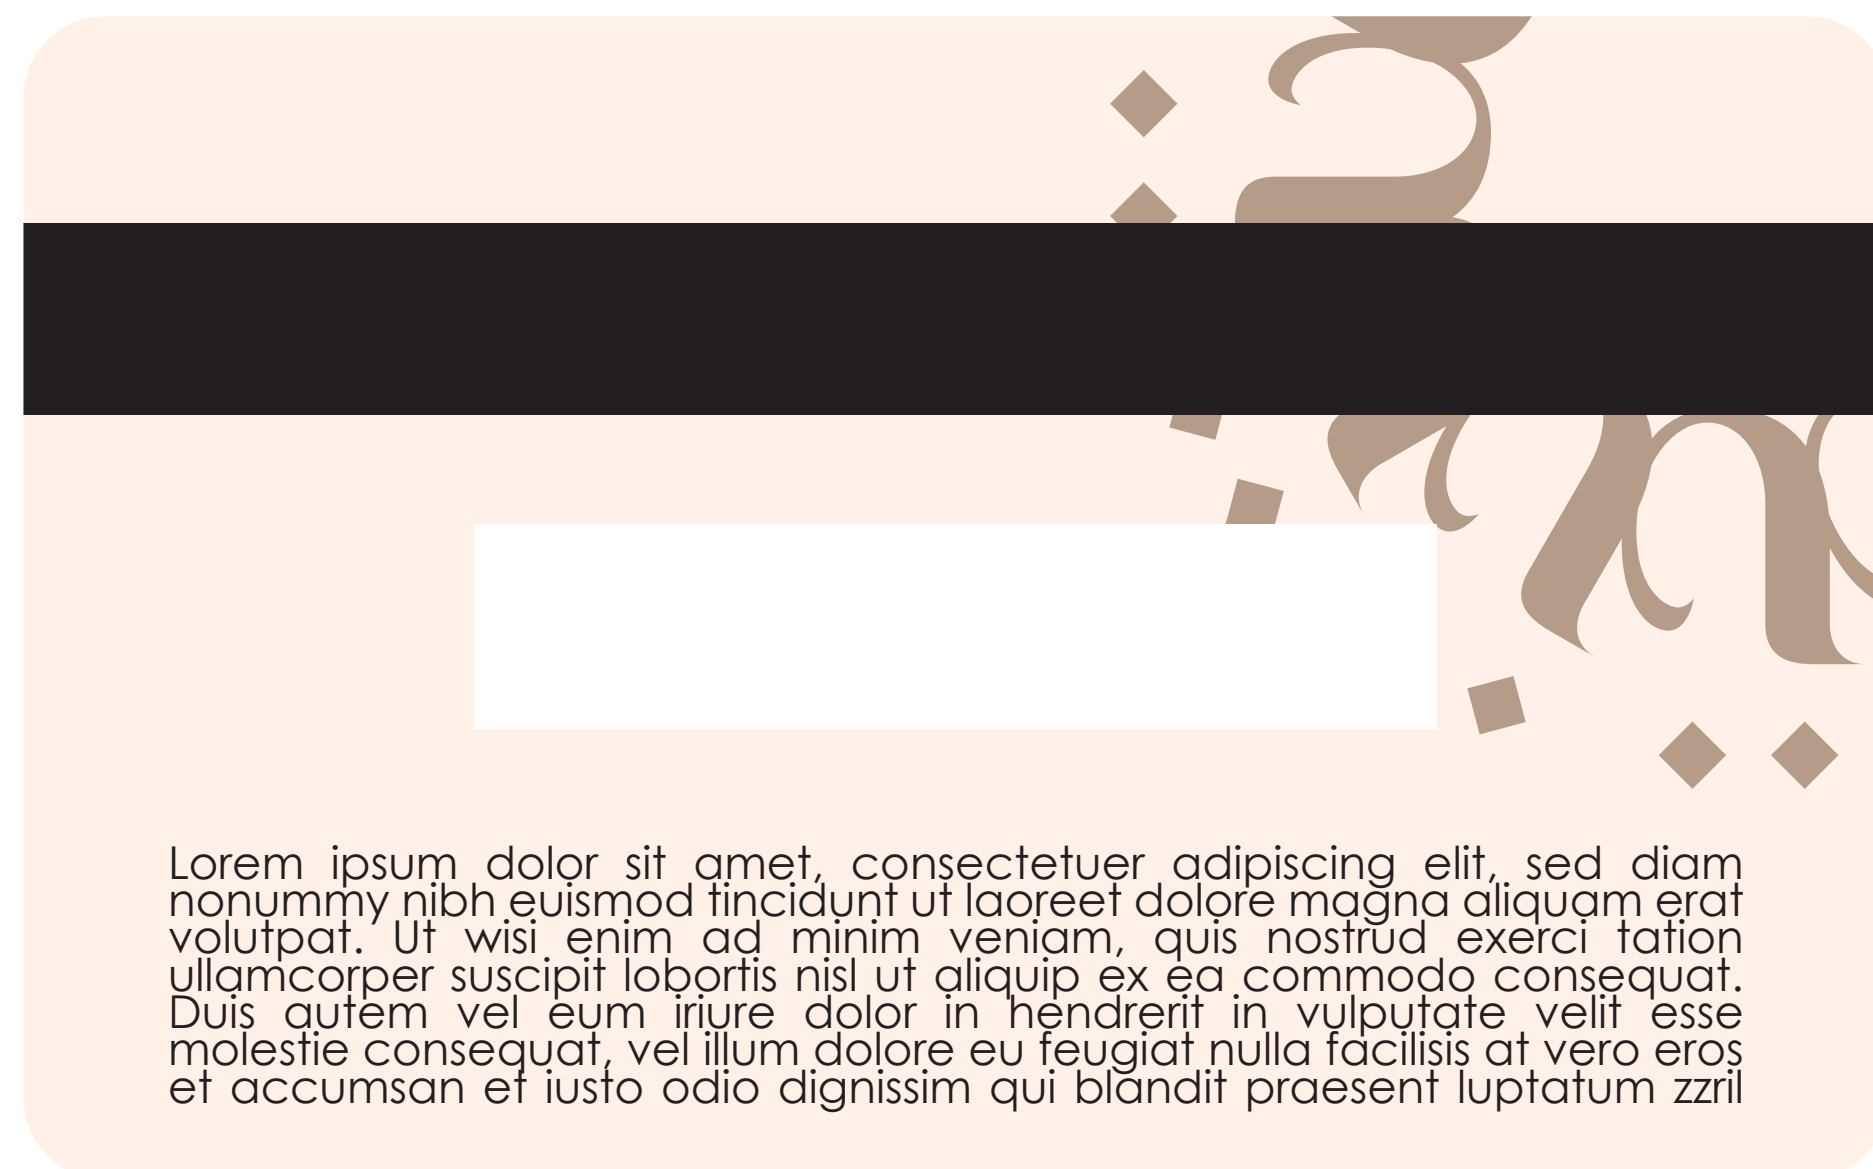 Lorem ipsum dolor sit amet, consectetuer adipiscing elit, sed diam
nonummy nibh euismod tincidunt ut laoreet dolore magna aliquam erat
volutpat. Ut wisi enim ad minim veniam, quis nostrud exerci tation
ullamcorper suscipit lobortis nisl ut aliquip ex ea commodo consequat.
Duis autem vel eum iriure dolor in hendrerit in vulputate velit esse
molestie consequat, vel illum dolore eu feugiat nulla facilisis at vero eros
et accumsan et iusto odio dignissim qui blandit praesent luptatum zzril